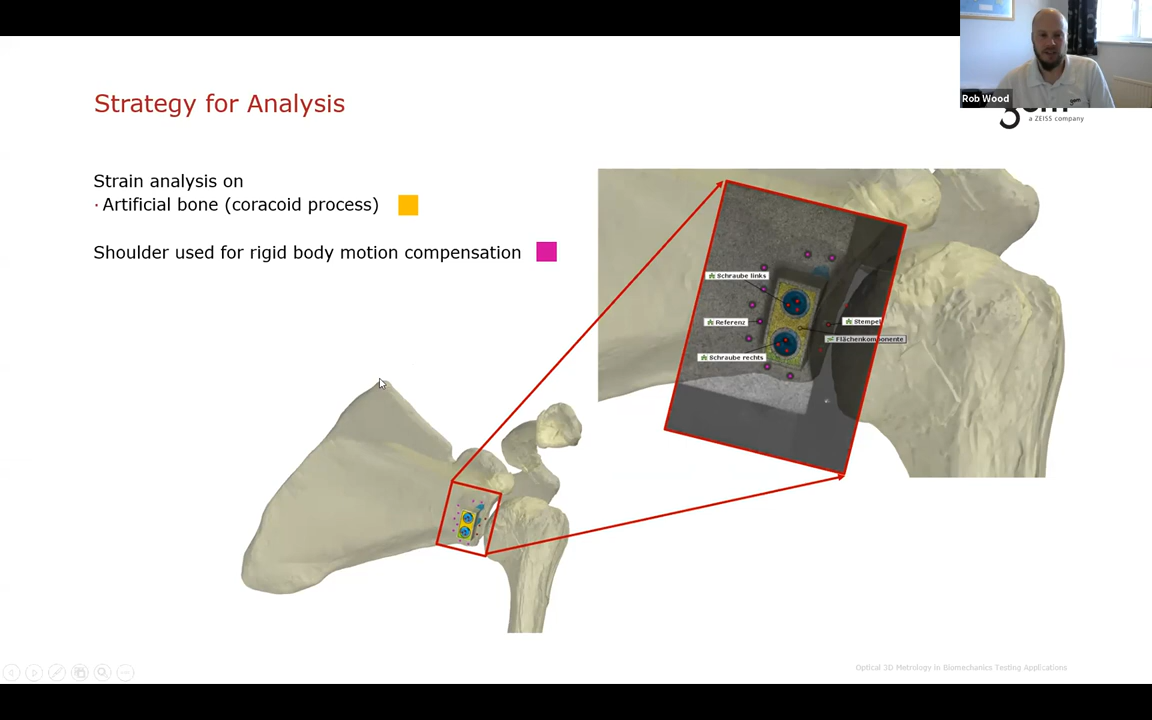 Rob Wood
gom
a ZEISS company
Strategy for Analysis
Strain analysis on
· Artificial bone (coracoid process)
Shoulder used for rigid body motion compensation
Schraube links
Referenz
Stempel
Flächenkomponente
Schraube rechts
Optical 3D Metrology in Biomechanics Testing Applications